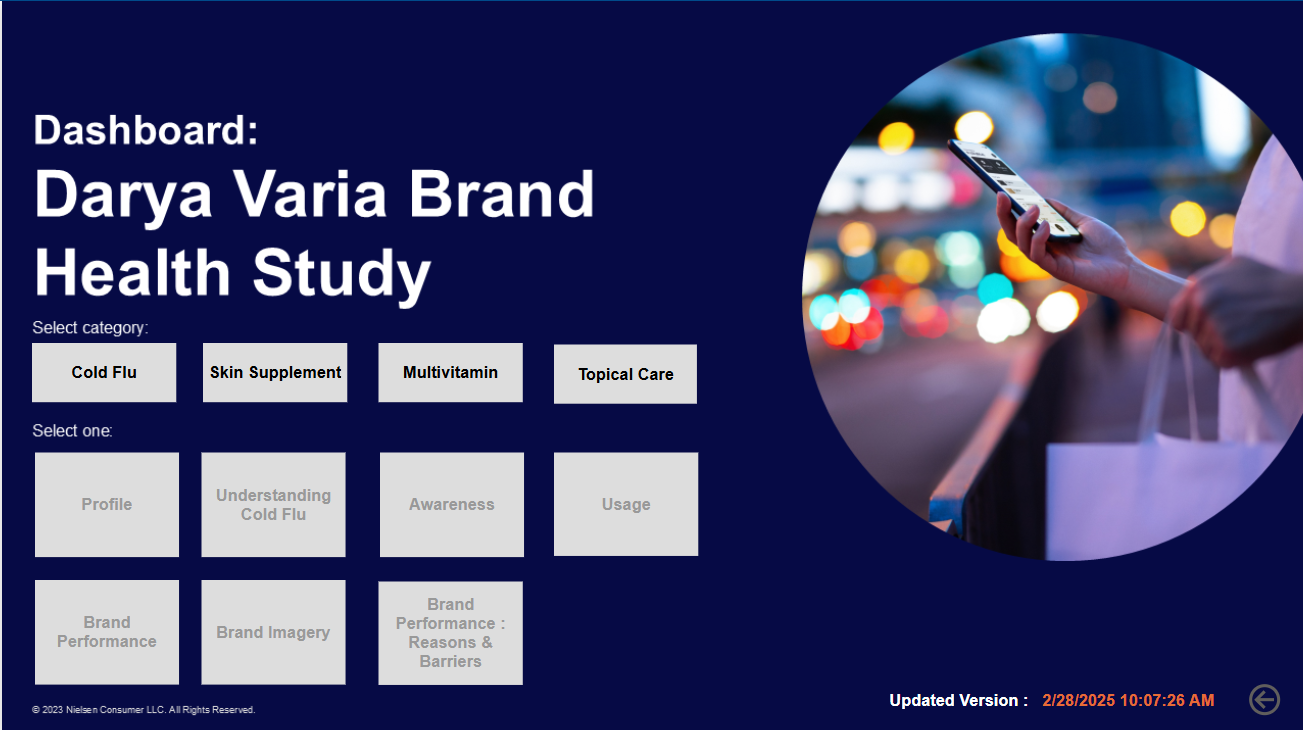 Dashboard:
Darya Varia Brand
Health Study
Select category:
Cold Flu
Skin Supplement
Multivitamin
Topical Care
Select one:
Profile
Understanding
Cold Flu
Awareness
Usage
Brand
Performance
Brand Imagery
Brand
Performance :
Reasons &
Barriers
© 2023 Nielsen Consumer LLC. All Rights Reserved.
Updated Version : 2/28/2025 10:07:26 AM